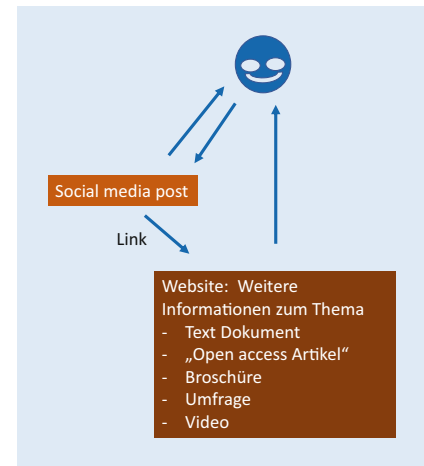 Social media post
Link
Website: Weitere
Informationen zum Thema
- Text Dokument
- „Open access Artikel“
- Broschüre
- Umfrage
- Video